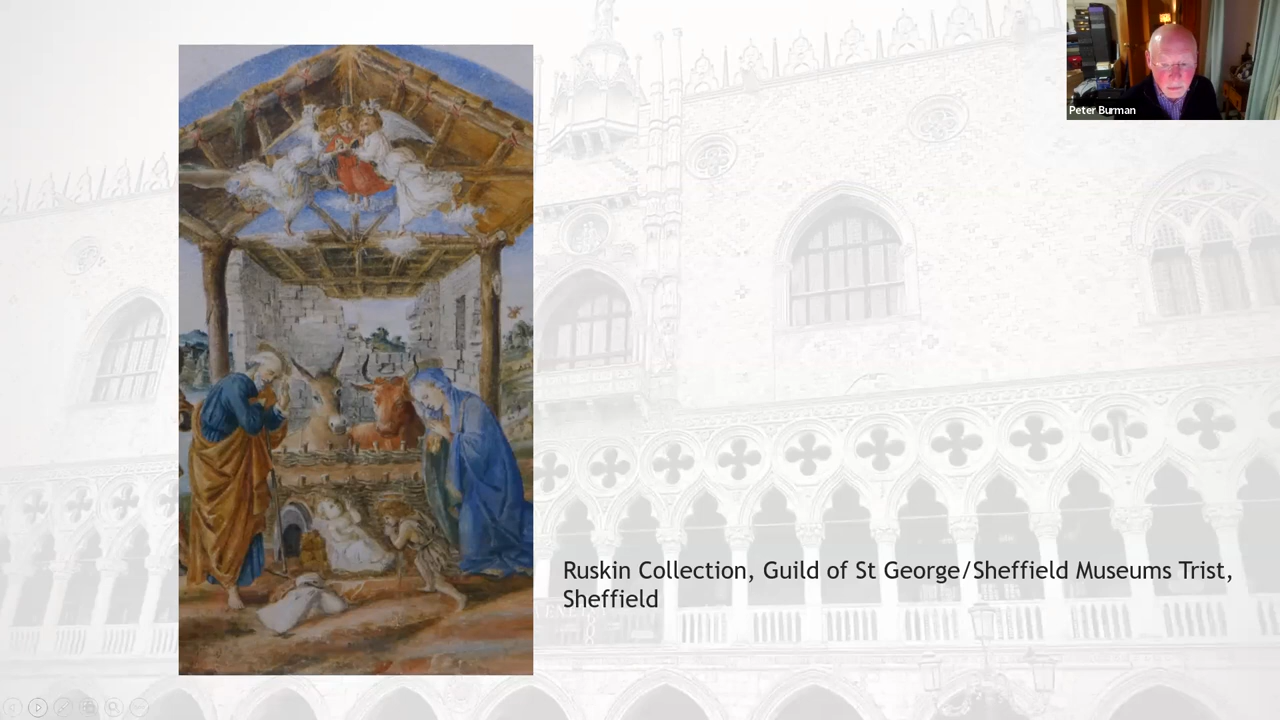 Peter Burman
Ruskin Collection, Guild of St George/Sheffield Museums Trist,
Sheffield